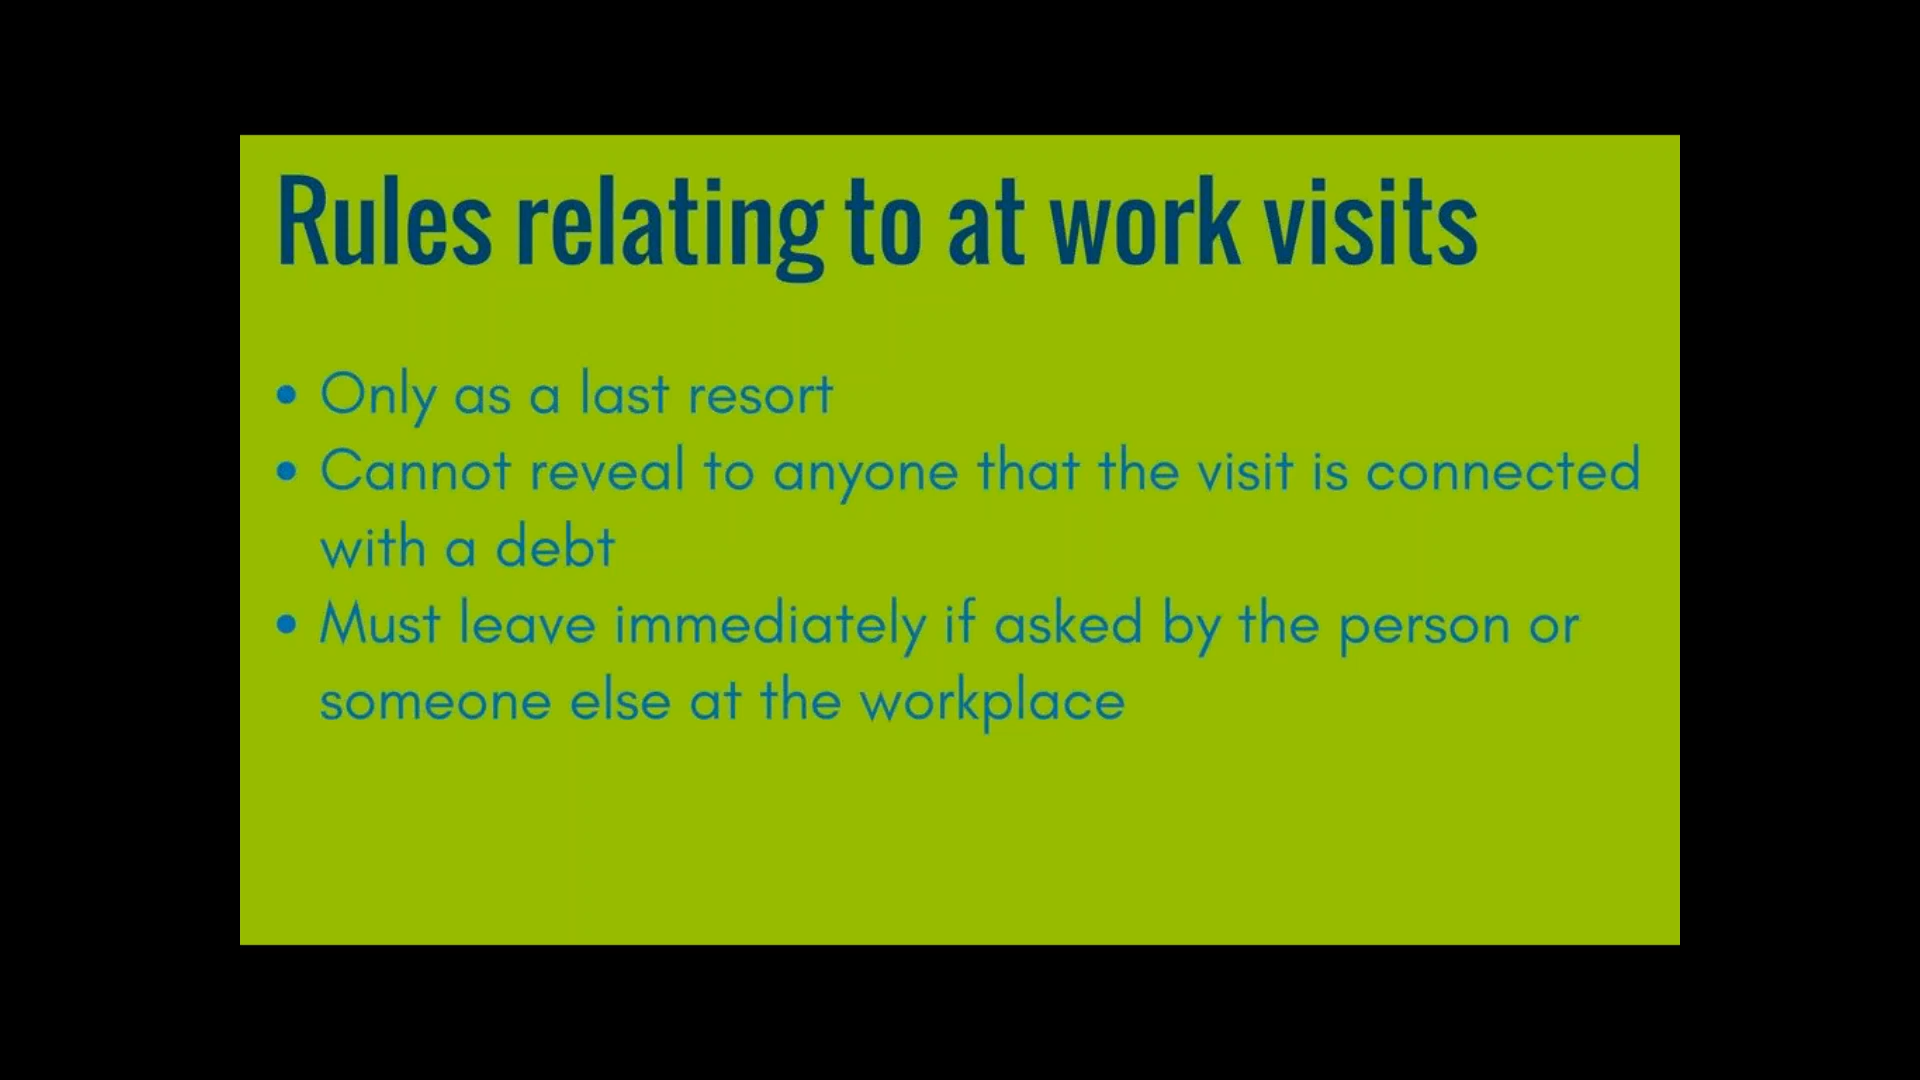 Rules relating to at work visits
• Only as a last resort
• Cannot reveal to anyone that the visit is connected
with a debt
• Must leave immediately if asked by the person or
someone else at the workplace